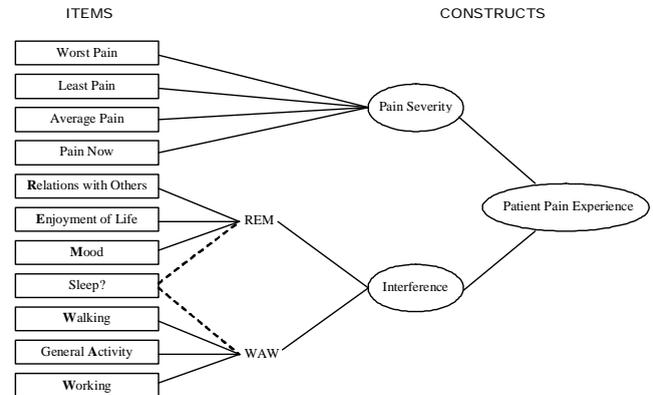 ITEMS
CONSTRUCTS
Worst Pain
Least Pain
Average Pain
Pain Now
Relations with Others
Enjoyment of Life
Mood
Sleep?
Walking
General Activity
Working
REM
WAW
Pain Severity
Interference
Patient Pain Experience